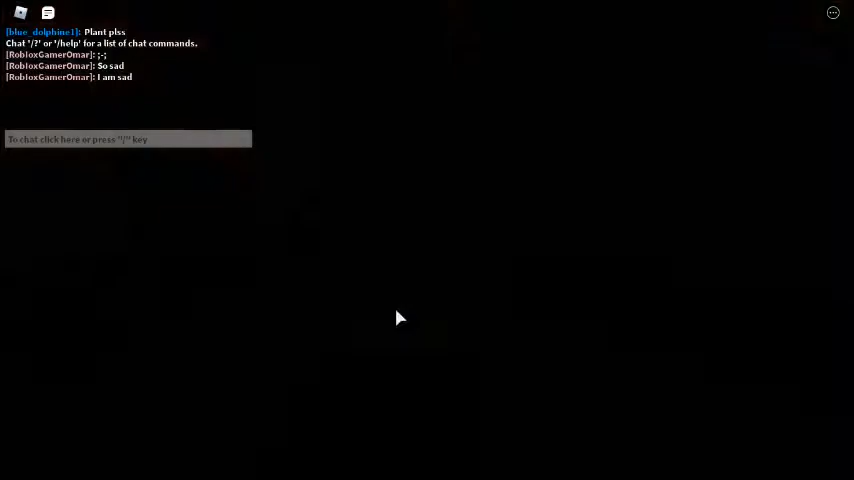 [blue_dolphine1]: Plant plss
Chat '/?' or '/help' for a list of chat commands.
[RobloxGamerOmar]: ;-;
[RobloxGamerOmar]: So sad
[RobloxGamerOmar]: I am sad
To chat click here or press "/" key